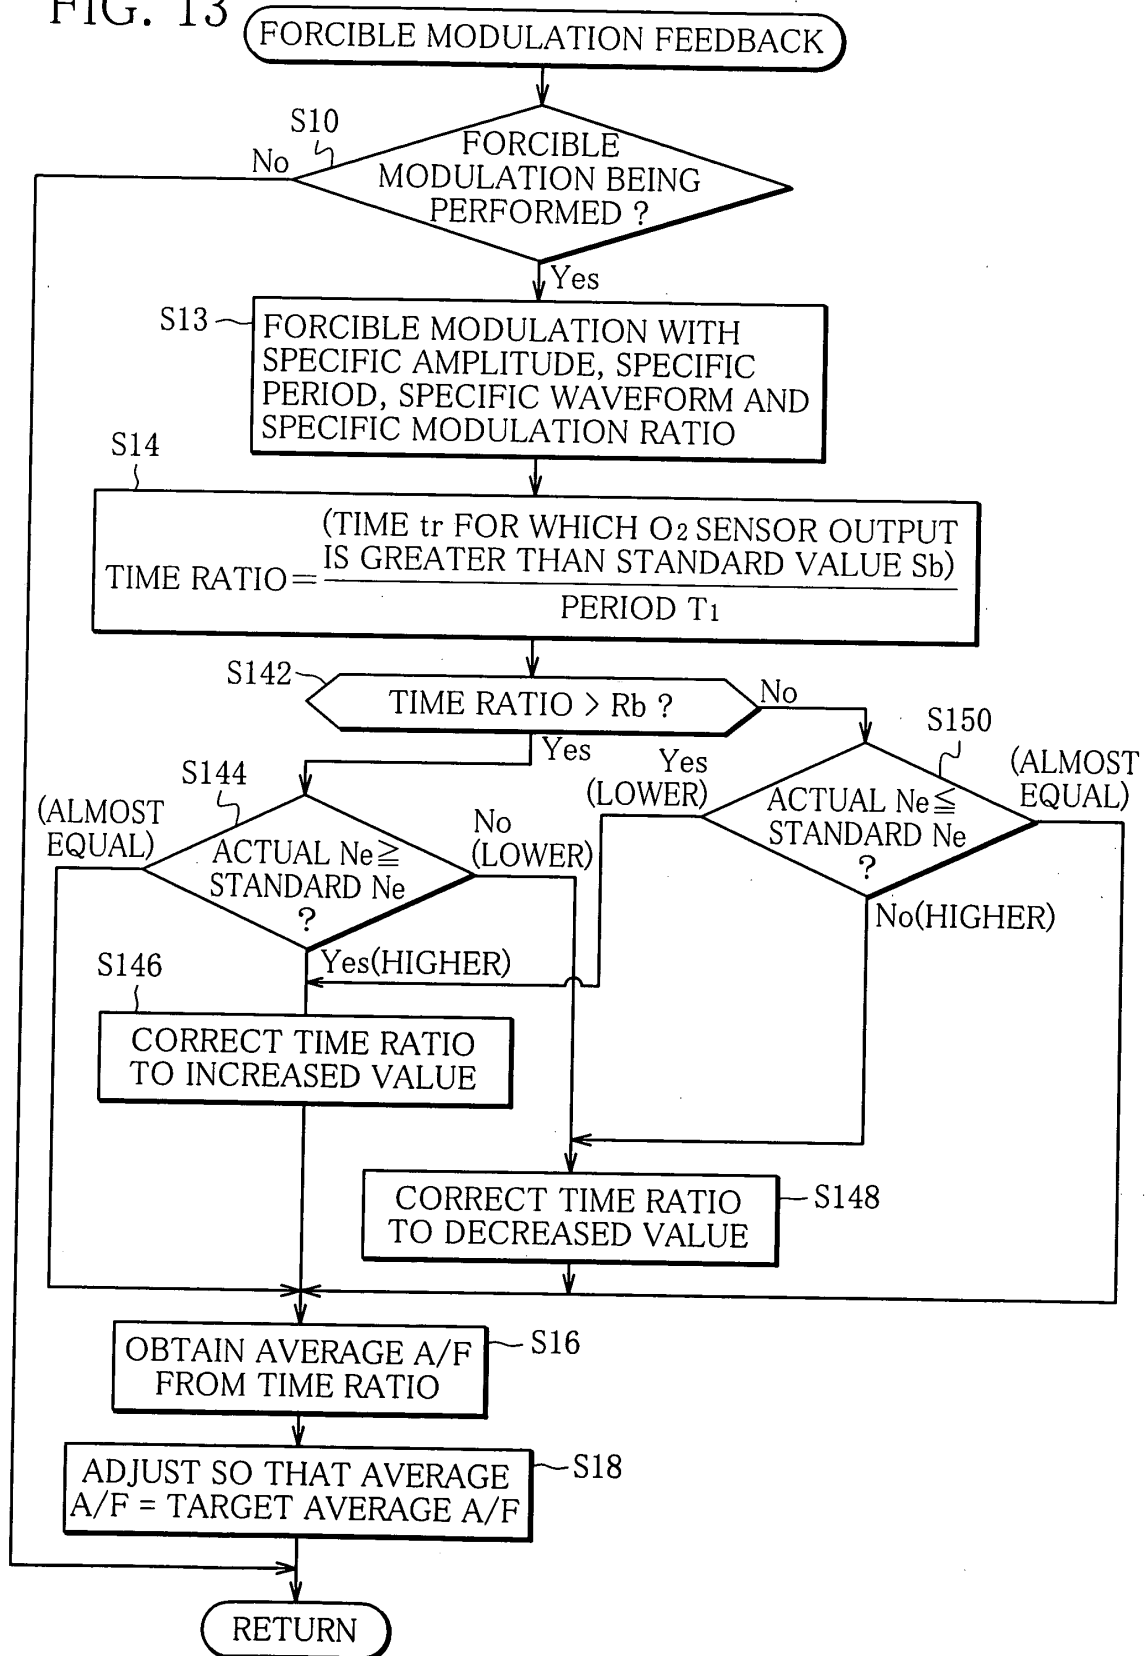 FIG. 13
FORCIBLE MODULATION FEEDBACK
S10
No
FORCIBLE
MODULATION BEING
PERFORMED ?
Yes
S13
FORCIBLE MODULATION WITH
SPECIFIC AMPLITUDE, SPECIFIC
PERIOD, SPECIFIC WAVEFORM AND
SPECIFIC MODULATION RATIO
S14
(TIME tr FOR WHICH O2 SENSOR OUTPUT
IS GREATER THAN STANDARD VALUE Sb)
TIME RATIO=
PERIOD T1
S142
TIME RATIO > Rb ?
No
Yes
S150
Yes
(LOWER)
(ALMOST
EQUAL)
ACTUAL Ne≦
STANDARD Ne
?
No(HIGHER)
S144
(ALMOST
EQUAL)
No
(LOWER)
ACTUAL Ne≧
STANDARD Ne
?
Yes(HIGHER)
S146
CORRECT TIME RATIO
TO INCREASED VALUE
CORRECT TIME RATIO
TO DECREASED VALUE
S148
OBTAIN AVERAGE A/F
FROM TIME RATIO
S16
ADJUST SO THAT AVERAGE
A/F = TARGET AVERAGE A/F
S18
RETURN